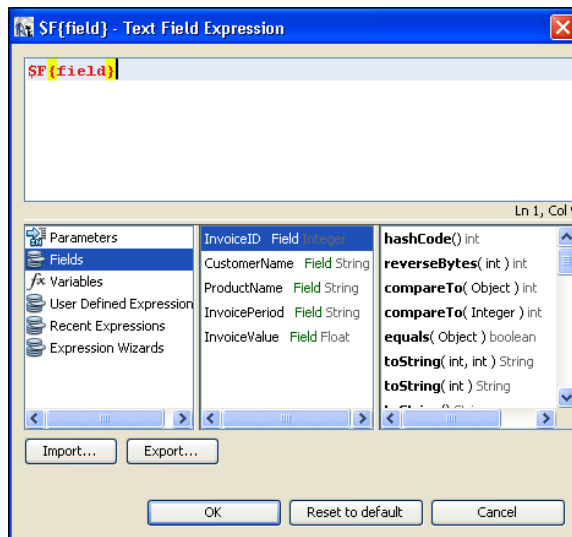 $F{field} - Text Field Expression
$F{field}
Ln 1, Col
Parameters
Fields
fx Variables
User Defined Expression
Recent Expressions
Expression Wizards
InvoiceID Field Integer
CustomerName Field String
ProductName Field String
InvoicePeriod Field String
InvoiceValue Field Float
hashCode() int
reverseBytes( int ) int
compareTo( Object ) int
compareTo( Integer ) int
equals( Object ) boolean
toString( int, int ) String
toString( int ) String
Import... Export...
OK Reset to default Cancel